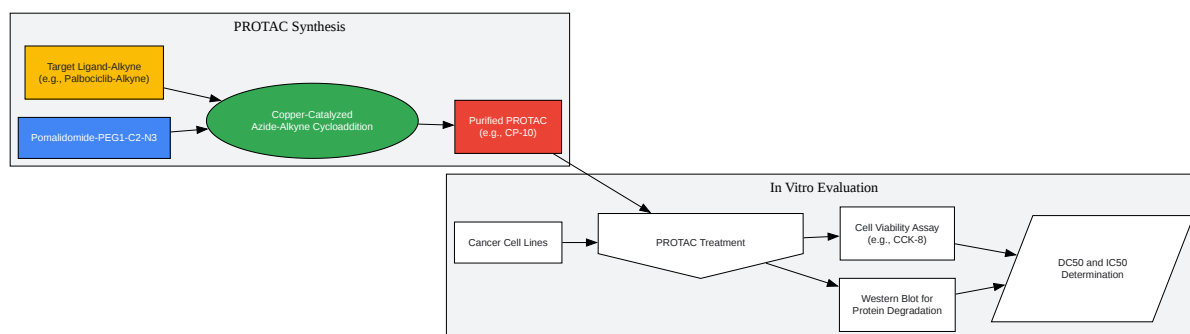 PROTAC Synthesis
Target Ligand-Alkyne
(e.g., Palbociclib-Alkyne)
Pomalidomide-PEG1-C2-N3
Copper-Catalyzed
Azide-Alkyne Cycloaddition
Purified PROTAC
(e.g., CP-10)
In Vitro Evaluation
Cancer Cell Lines
PROTAC Treatment
Cell Viability Assay
(e.g., CCK-8)
Western Blot for
Protein Degradation
DC50 and IC50
Determination